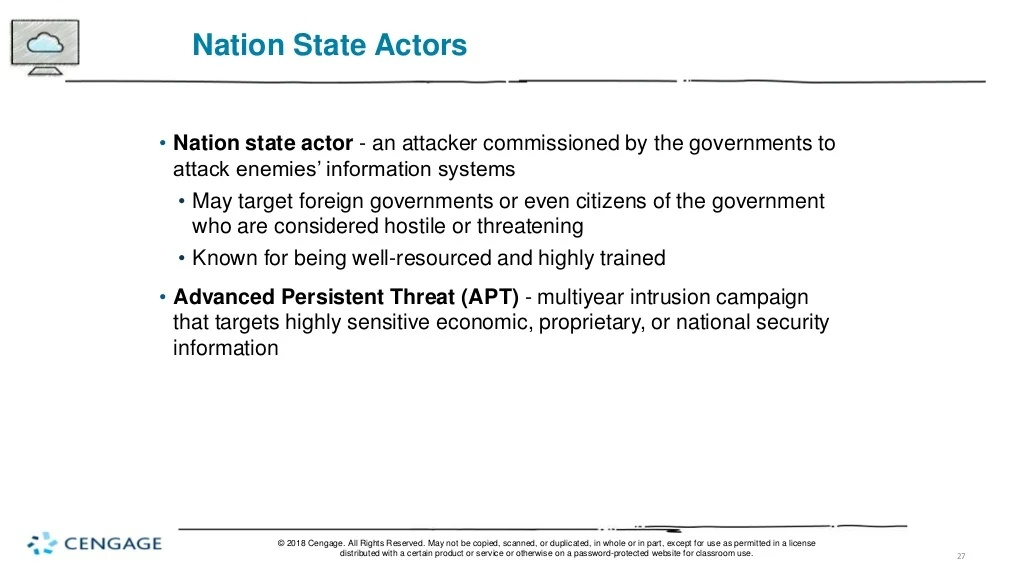 Nation State Actors
• Nation state actor - an attacker commissioned by the governments to
attack enemies’ information systems
• May target foreign governments or even citizens of the government
who are considered hostile or threatening
• Known for being well-resourced and highly trained
• Advanced Persistent Threat (APT) - multiyear intrusion campaign
that targets highly sensitive economic, proprietary, or national security
information
CENGAGE
© 2018 Cengage. All Rights Reserved. May not be copied, scanned, or duplicated, in whole or in part, except for use as permitted in a license
distributed with a certain product or service or otherwise on a password-protected website for classroom use.
27